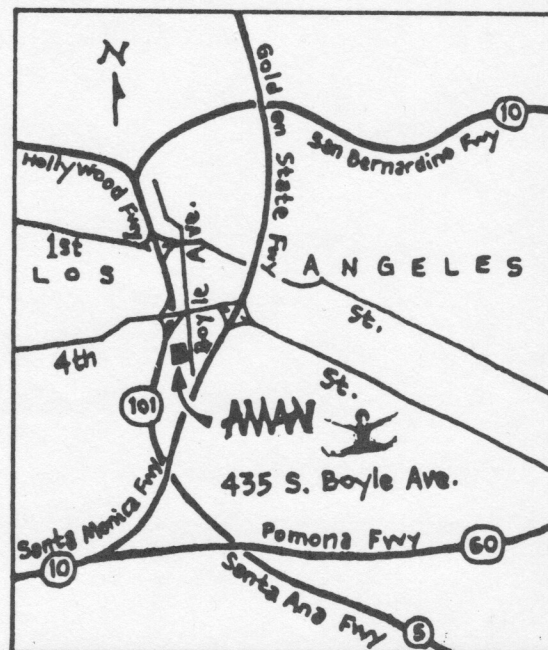 N
Golden State Fwy
10
San Bernardino Fwy
Hollywood Fwy
Boyle Ave.
1st St.
LOS ANGELES
4th St.
101
AMAN
435 S. Boyle Ave.
Santa Monica Fwy
10
Pomona Fwy
60
Santa Ana Fwy
5